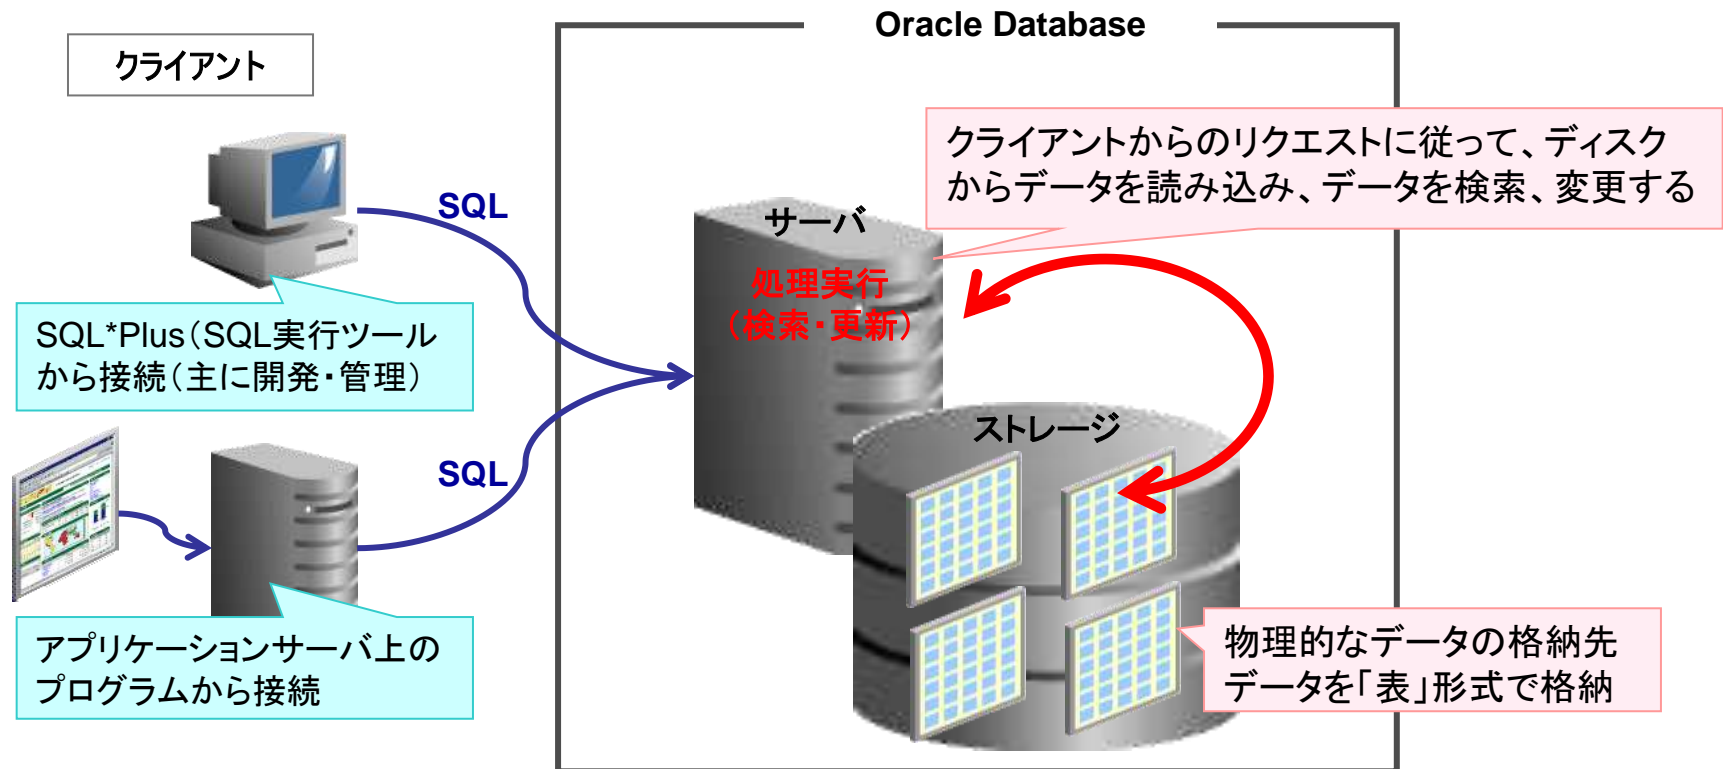 Oracle Database
クライアント
クライアントからのリクエストに従って、ディスク
からデータを読み込み、データを検索、変更する
SQL
サーバ
処理実行
（検索・更新）
SQL*Plus（SQL実行ツール
から接続（主に開発・管理）
ストレージ
SQL
アプリケーションサーバ上の
プログラムから接続
物理的なデータの格納先
データを「表」形式で格納